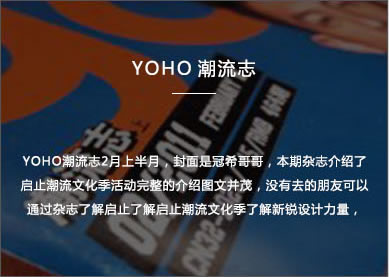 YOHO 潮流志
YOHO潮流志2月上半月，封面是冠希哥哥，本期杂志介绍了
启止潮流文化季活动完整的介绍图文并茂，没有去的朋友可以
通过杂志了解启止了解启止潮流文化季了解新锐设计力量，